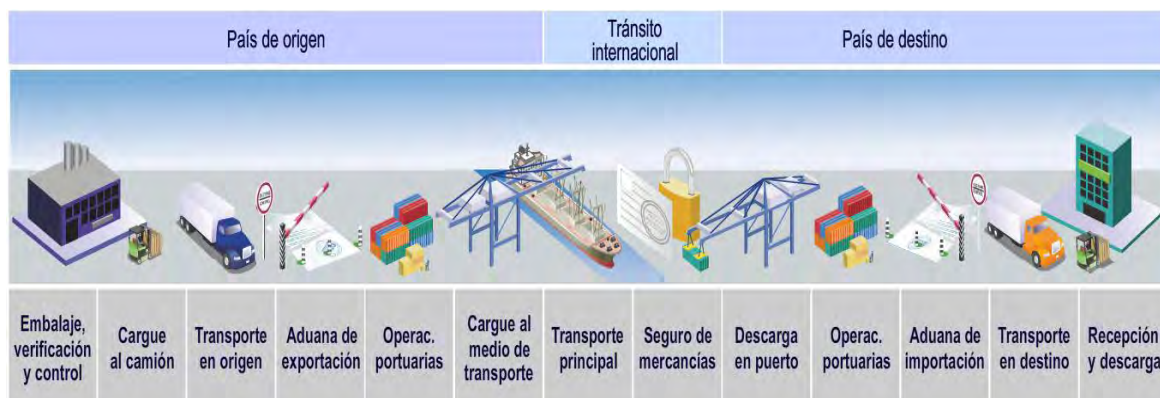 País de origen
Tránsito
internacional
País de destino
Embalaje,
verificación
y control
Cargue
al camión
Transporte
en origen
Aduana de
exportación
Operac.
portuarias
Cargue al
medio de
transporte
Transporte
principal
Seguro de
mercancías
Descarga
en puerto
Operac.
portuarias
Aduana de
importación
Transporte
en destino
Recepción
y descarga